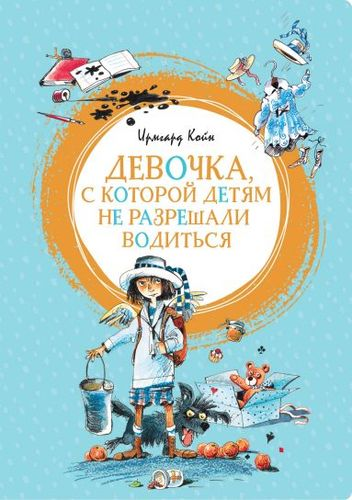 Ирмгард Койн
ДЕВОЧКА,
С КОТОРОЙ ДЕТЯМ
НЕ РАЗРЕШАЛИ
ВОДИТЬСЯ